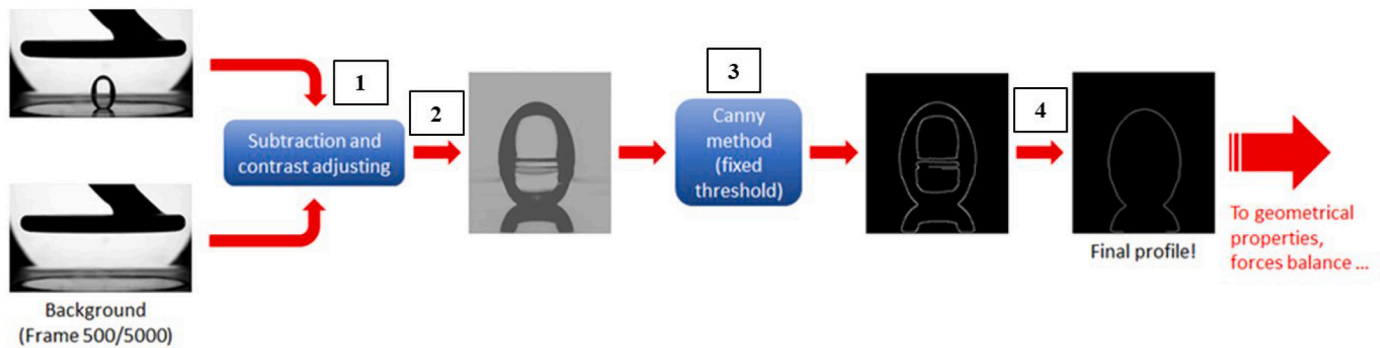 1
Subtraction and
contrast adjusting
2
3
Canny
method
(fixed
threshold)
4
Background
(Frame 500/5000)
Final profile!
To geometrical
properties,
forces balance ...